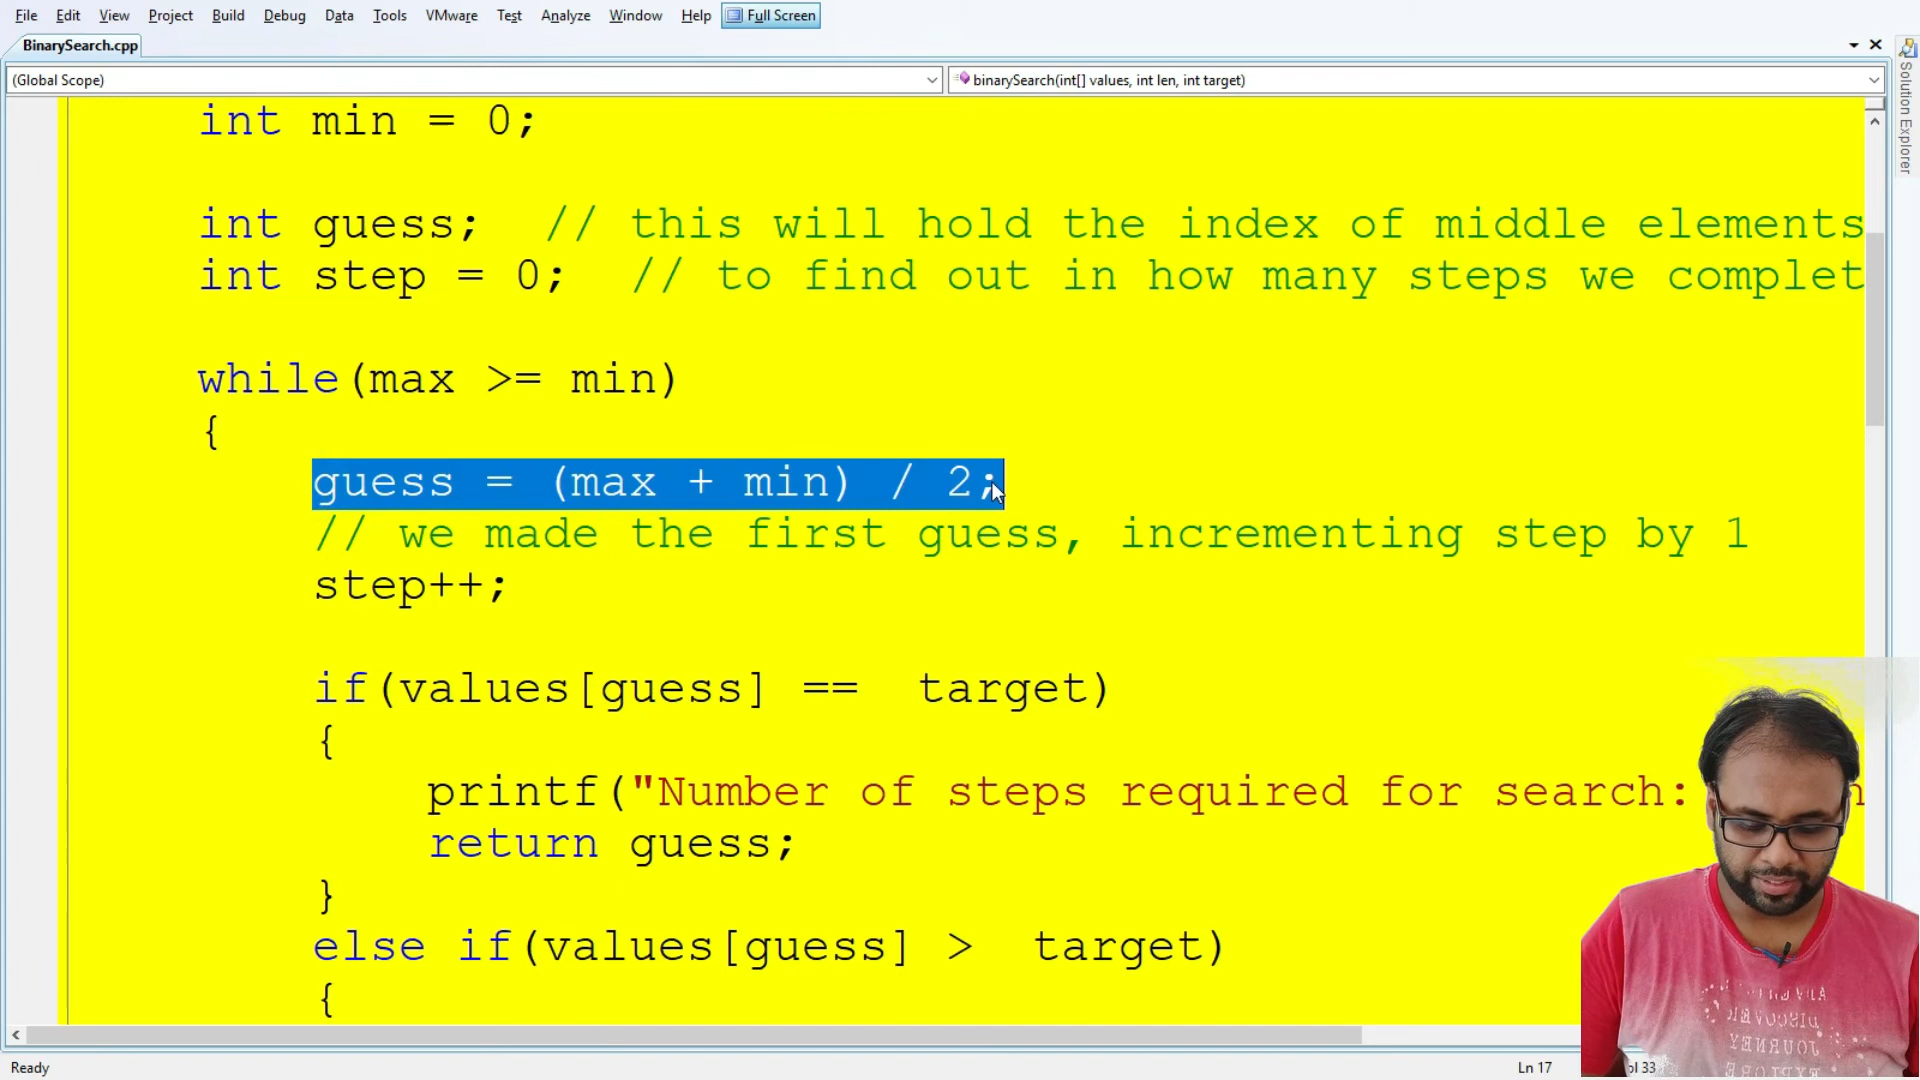 File Edit View Project Build Debug Data Tools VMware Test Analyze Window Help Full Screen
BinarySearch.cpp
(Global Scope) binarySearch(int[] values, int len, int target)
Solution Explorer
int min = 0;
int guess; // this will hold the index of middle elements
int step = 0; // to find out in how many steps we complet
while(max >= min)
{
guess = (max + min) / 2;
// we made the first guess, incrementing step by 1
step++;
if(values[guess] == target)
{
printf("Number of steps required for search:
return guess;
}
else if(values[guess] > target)
{
Ready Ln 17 ol 33
DISCOVER
JOURNEY